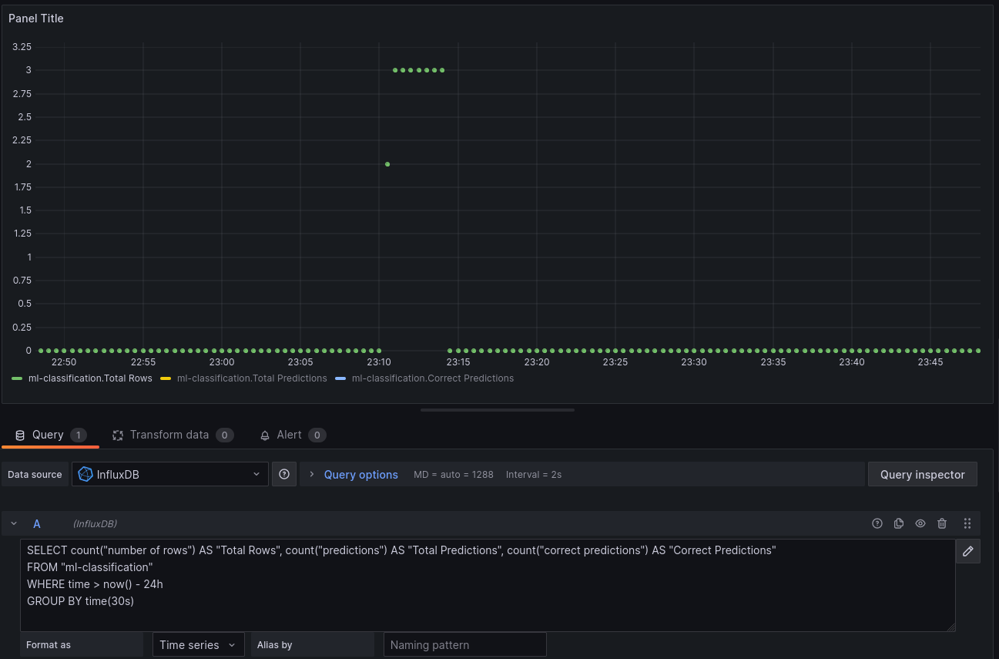 Panel Title
3.25
3
2.75
2.5
2.25
2
1.75
1.5
1.25
1
0.75
0.5
0.25
0
22:50 22:55 23:00 23:05 23:10 23:15 23:20 23:25 23:30 23:35 23:40 23:45
ml-classification.Total Rows ml-classification.Total Predictions ml-classification.Correct Predictions
Query 1 Transform data 0 Alert 0
Data source InfluxDB Query options MD = auto = 1288 Interval = 2s Query inspector
A (InfluxDB)
SELECT count("number of rows") AS "Total Rows", count("predictions") AS "Total Predictions", count("correct predictions") AS "Correct Predictions"
FROM "ml-classification"
WHERE time > now() - 24h
GROUP BY time(30s)
Format as Time series Alias by Naming pattern